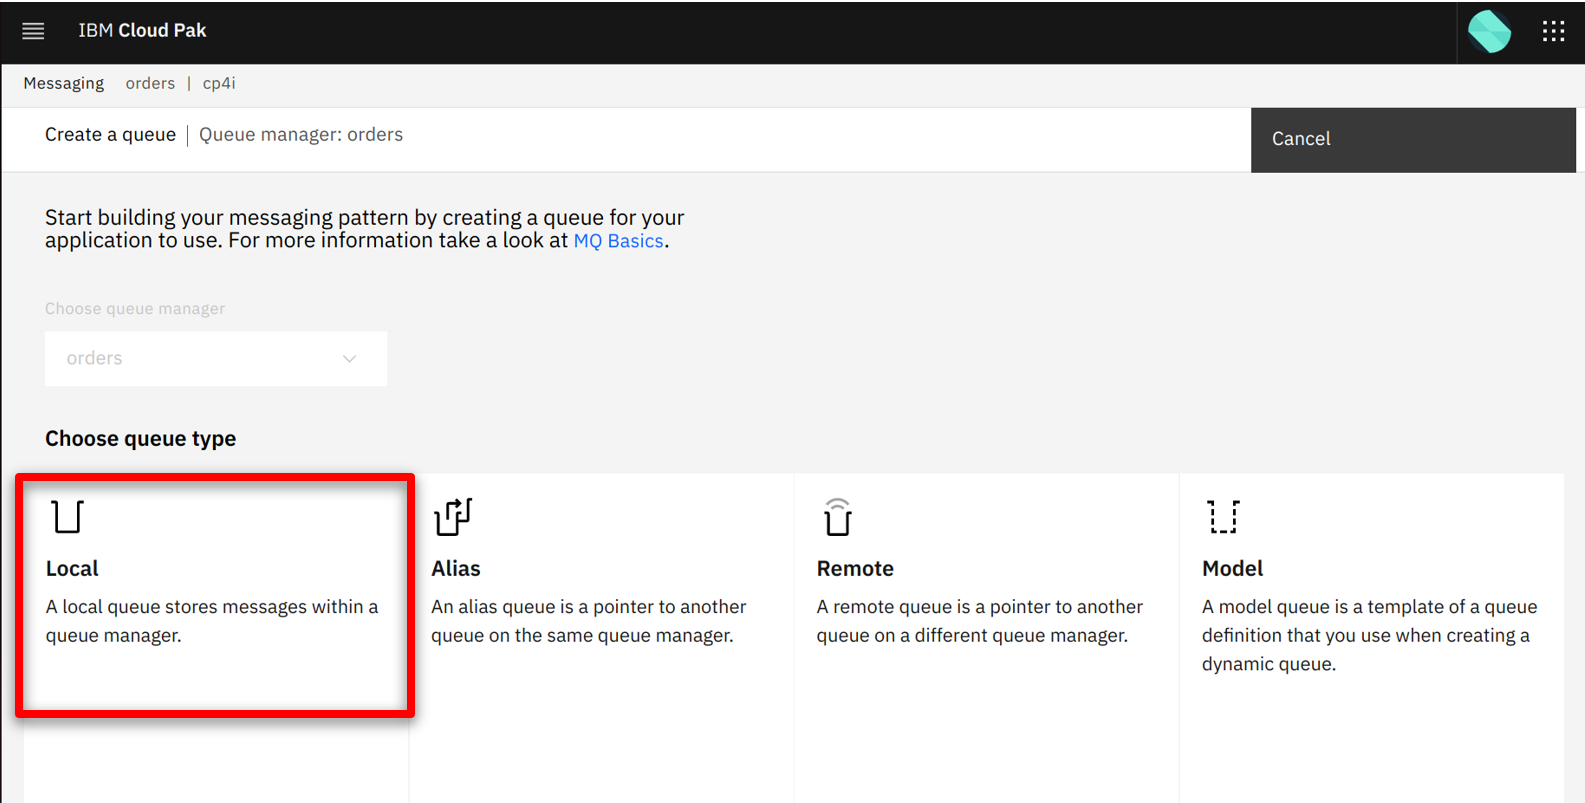 IBM Cloud Pak
Messaging orders | cp4i
Create a queue | Queue manager: orders
Cancel
Start building your messaging pattern by creating a queue for your
application to use. For more information take a look at MQ Basics.
Choose queue manager
orders
Choose queue type
Local
A local queue stores messages within a
queue manager.
Alias
An alias queue is a pointer to another
queue on the same queue manager.
Remote
A remote queue is a pointer to another
queue on a different queue manager.
Model
A model queue is a template of a queue
definition that you use when creating a
dynamic queue.